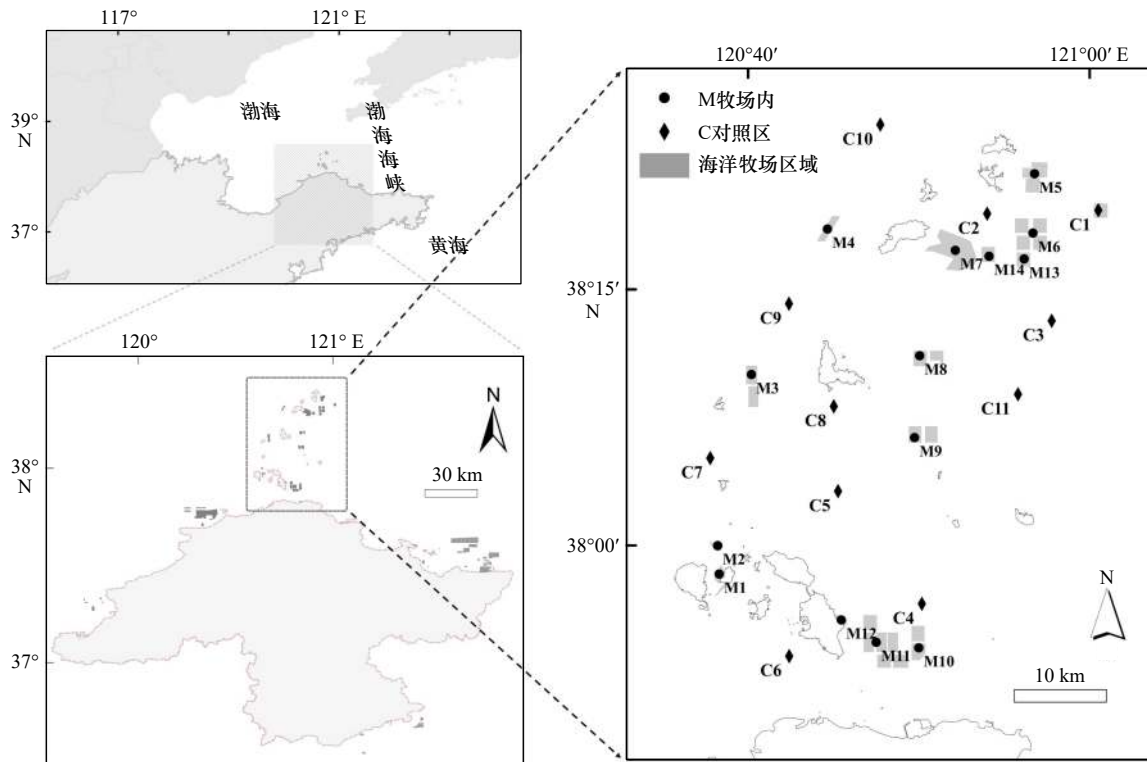 117°
121° E
39°
N
37°
渤海
渤
海
海
峡
黄海
120°
121° E
38°
N
37°
N
30 km
120°40′
121°00′ E
38°15′
N
38°00′
M牧场内
C对照区
海洋牧场区域
C10
M5
C2
C1
M4
M6
M7
M14
M13
C9
C3
M8
M3
C11
C8
M9
C7
C5
M2
M1
C4
M12
M11
M10
C6
N
10 km